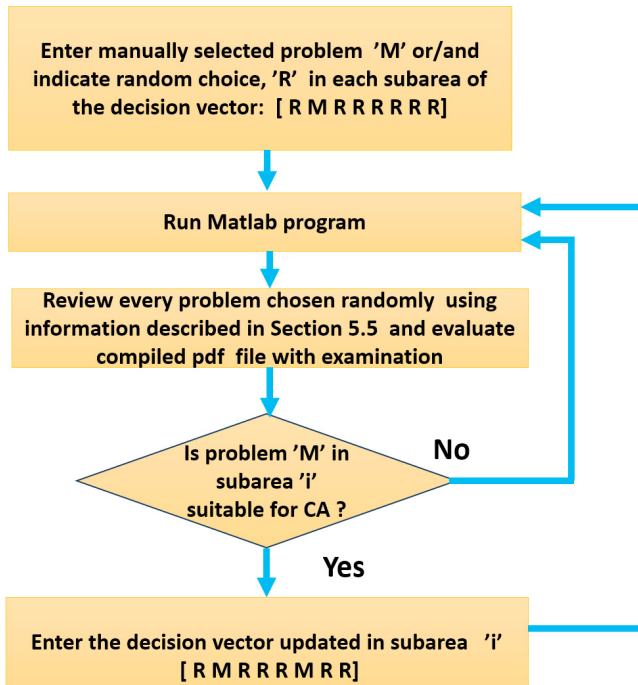 Enter manually selected problem 'M' or/and
indicate random choice, 'R' in each subarea of
the decision vector: [ R M R R R R R R]
Run Matlab program
Review every problem chosen randomly using
information described in Section 5.5 and evaluate
compiled pdf file with examination
Is problem 'M' in
subarea 'i'
suitable for CA ?
No
Yes
Enter the decision vector updated in subarea 'i'
[ R M R R R M R R]